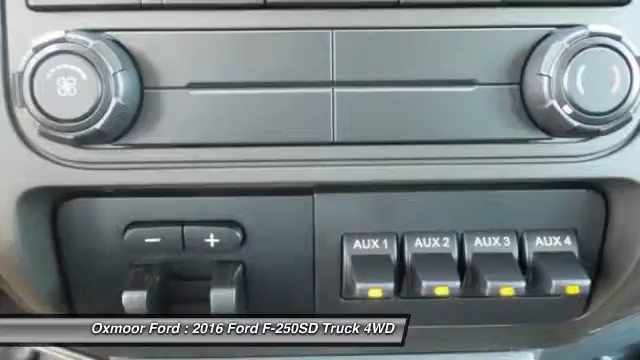 − +
AUX 1 AUX 2 AUX 3 AUX 4
Oxmoor Ford : 2016 Ford F-250SD Truck 4WD